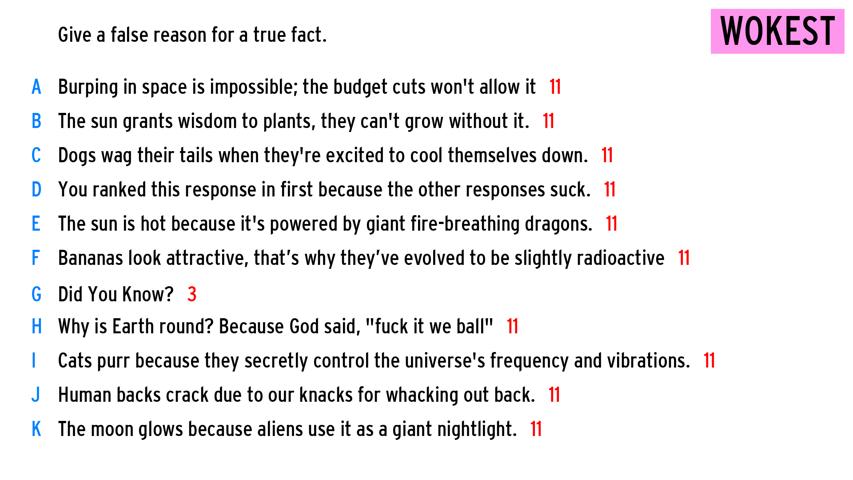 Give a false reason for a true fact.
WOKEST
A Burping in space is impossible; the budget cuts won't allow it 11
B The sun grants wisdom to plants, they can't grow without it. 11
C Dogs wag their tails when they're excited to cool themselves down. 11
D You ranked this response in first because the other responses suck. 11
E The sun is hot because it's powered by giant fire-breathing dragons. 11
F Bananas look attractive, that’s why they’ve evolved to be slightly radioactive 11
G Did You Know? 3
H Why is Earth round? Because God said, "fuck it we ball" 11
I Cats purr because they secretly control the universe's frequency and vibrations. 11
J Human backs crack due to our knacks for whacking out back. 11
K The moon glows because aliens use it as a giant nightlight. 11